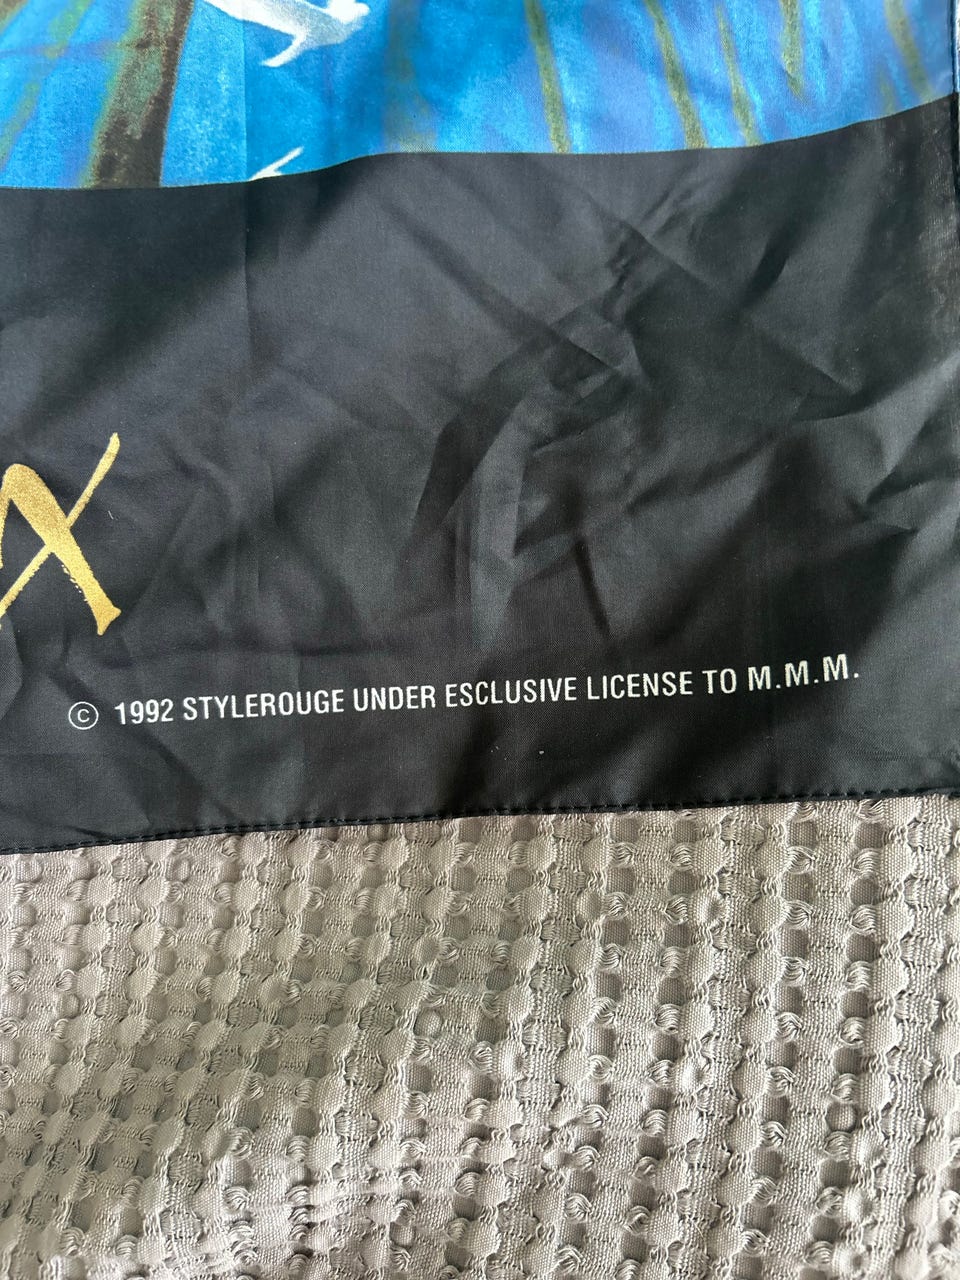 X
© 1992 STYLEROUGE UNDER ESCLUSIVE LICENSE TO M.M.M.